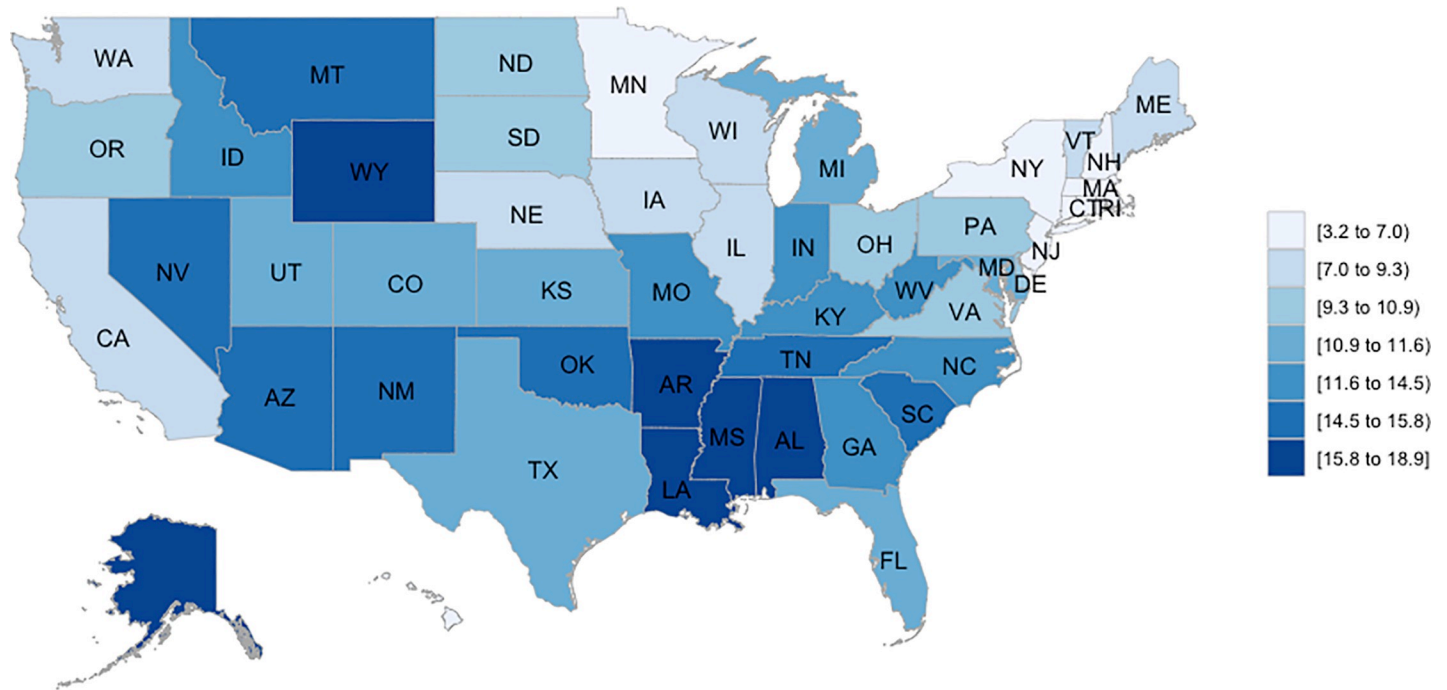 WA
MT
ND
MN
OR
ID
WY
SD
WI
MI
NY
VT
NH
ME
MA
CT
RI
NE
IA
PA
NJ
NV
UT
CO
KS
MO
IL
IN
OH
WV
MD
DE
CA
KY
VA
AZ
NM
OK
AR
TN
NC
TX
LA
MS
AL
GA
SC
FL
[3.2 to 7.0)
[7.0 to 9.3)
[9.3 to 10.9)
[10.9 to 11.6)
[11.6 to 14.5)
[14.5 to 15.8)
[15.8 to 18.9]